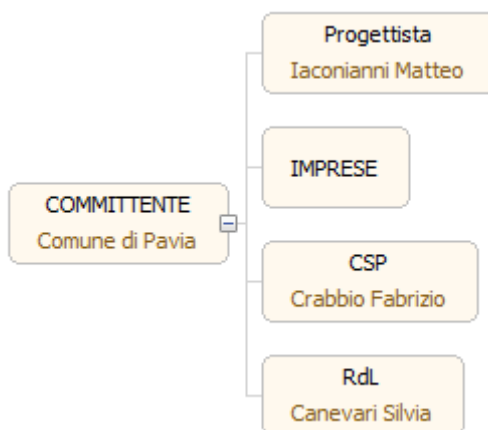 Progettista
Iaconianni Matteo
IMPRESE
COMMITTENTE
Comune di Pavia
CSP
Crabbio Fabrizio
RdL
Canevari Silvia